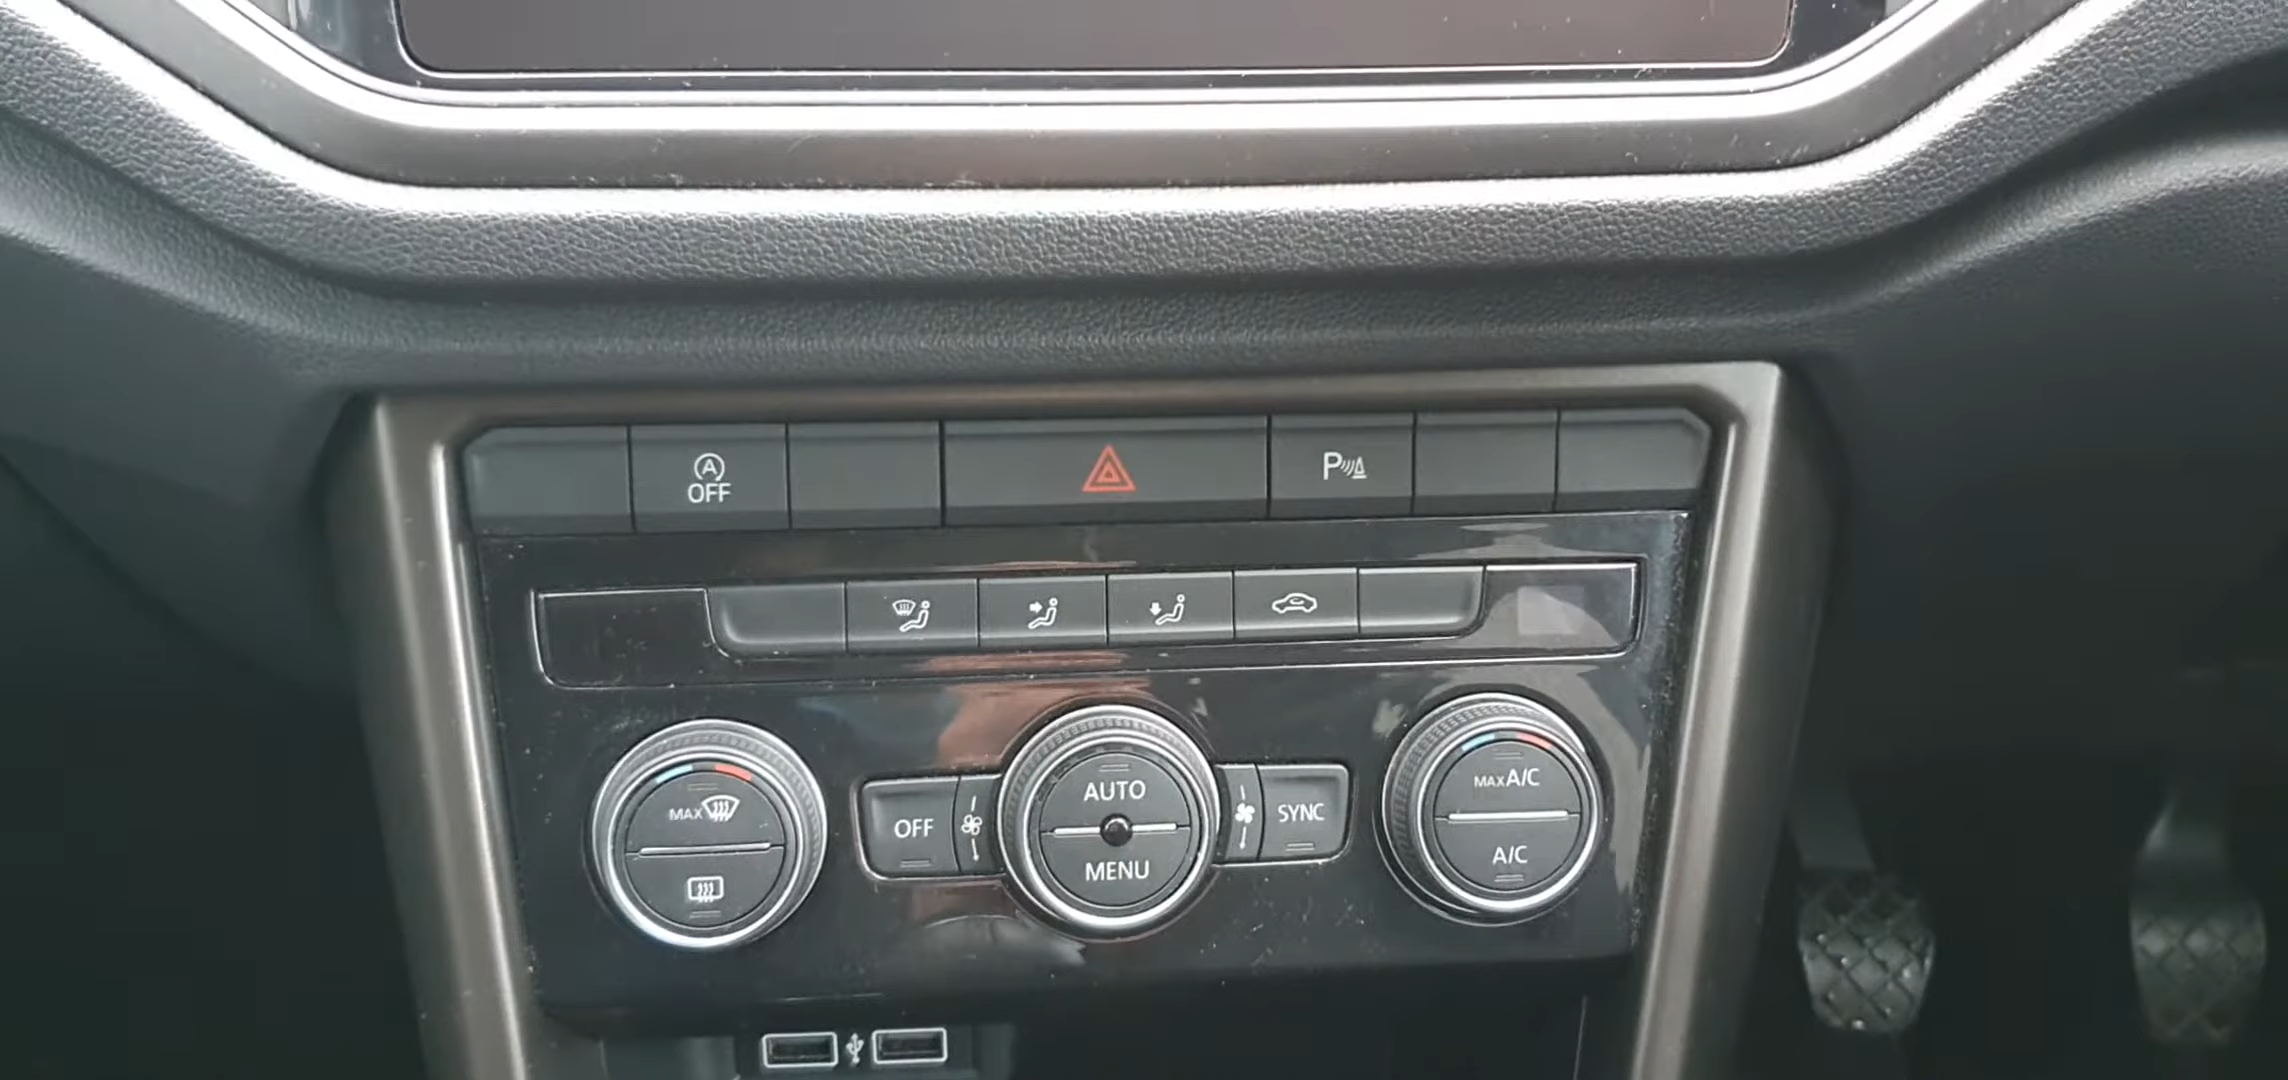 A
OFF
P
MAX
OFF
AUTO
MENU
SYNC
MAX A/C
A/C